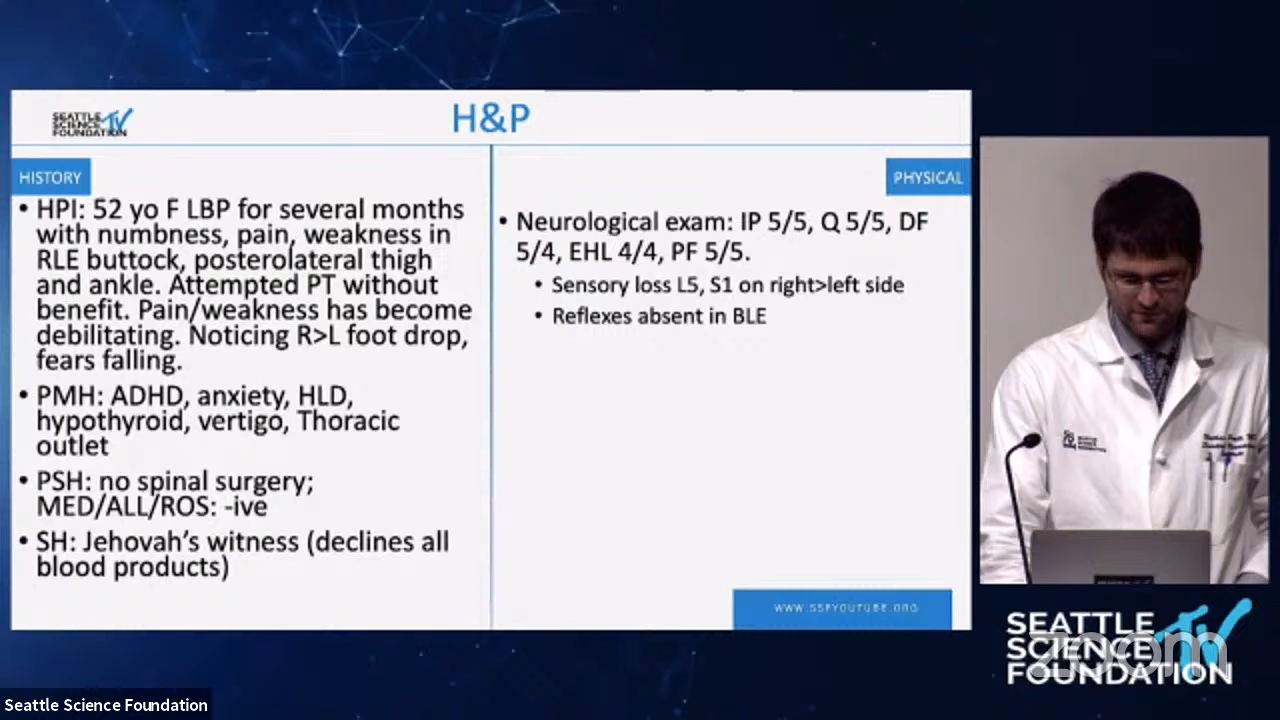 SEATTLE
SCIENCE TV
FOUNDATION
H&P
HISTORY
• HPI: 52 yo F LBP for several months
with numbness, pain, weakness in
RLE buttock, posterolateral thigh
and ankle. Attempted PT without
benefit. Pain/weakness has become
debilitating. Noticing R>L foot drop,
fears falling.
• PMH: ADHD, anxiety, HLD,
hypothyroid, vertigo, Thoracic
outlet
• PSH: no spinal surgery;
MED/ALL/ROS: -ive
• SH: Jehovah's witness (declines all
blood products)
PHYSICAL
• Neurological exam: IP 5/5, Q 5/5, DF
5/4, EHL 4/4, PF 5/5.
• Sensory loss L5, S1 on right>left side
• Reflexes absent in BLE
WWW.SSFYOUTUBE.ORG
SEATTLE
SCIENCE TV
FOUNDATION
zoom
Seattle Science Foundation